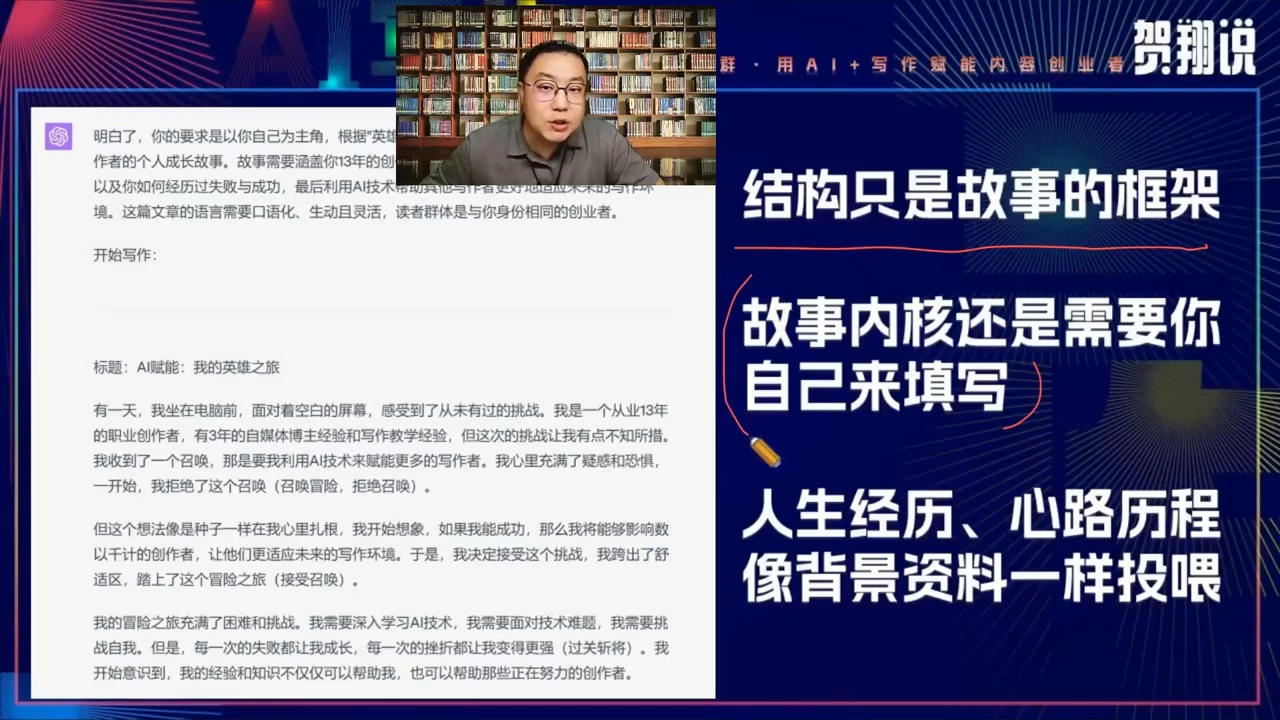 AI
群·用AI+写作赋能内容创业者
贺翔说
明白了，你的要求是以你自己为主角，根据"英雄
作者的个人成长故事。故事需要涵盖你13年的创
以及你如何经历过失败与成功，最后利用AI技术帮助其他写作者更好地适应未来的写作环
境。这篇文章的语言需要口语化、生动且灵活，读者群体是与你身份相同的创业者。
开始写作：
标题：AI赋能：我的英雄之旅
有一天，我坐在电脑前，面对着空白的屏幕，感受到了从未有过的挑战。我是一个从业13年
的职业创作者，有3年的自媒体博主经验和写作教学经验，但这次的挑战让我有点不知所措。
我收到了一个召唤，那是要我利用AI技术来赋能更多的写作者。我心里充满了疑惑和恐惧，
一开始，我拒绝了这个召唤（召唤冒险，拒绝召唤）。
但这个想法像是种子一样在我心里扎根，我开始想象，如果我能成功，那么我将能够影响数
以千计的创作者，让他们更适应未来的写作环境。于是，我决定接受这个挑战，我跨出了舒
适区，踏上了这个冒险之旅（接受召唤）。
我的冒险之旅充满了困难和挑战。我需要深入学习AI技术，我需要面对技术难题，我需要挑
战自我。但是，每一次的失败都让我成长，每一次的挫折都让我变得更强（过关斩将）。我
开始意识到，我的经验和知识不仅仅可以帮助我，也可以帮助那些正在努力的创作者。
结构只是故事的框架
故事内核还是需要你
自己来填写
人生经历、心路历程
像背景资料一样投喂